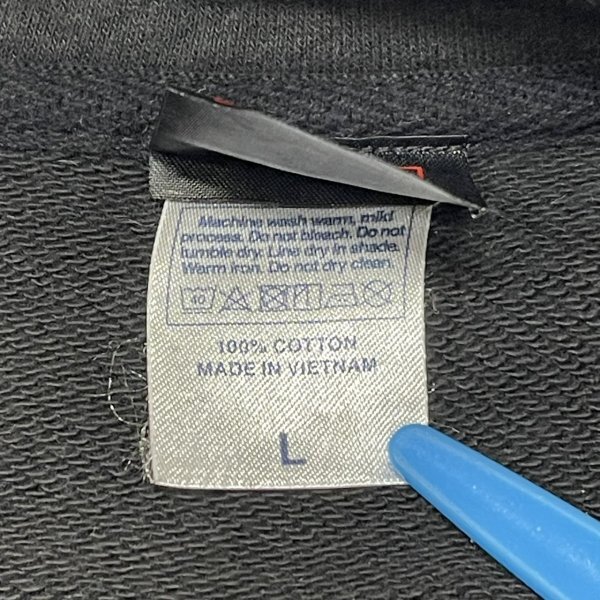 Machine wash warm, mild
process. Do not bleach. Do not
tumble dry. Line dry in shade.
Warm iron. Do not dry clean.
40
100% COTTON
MADE IN VIETNAM
L